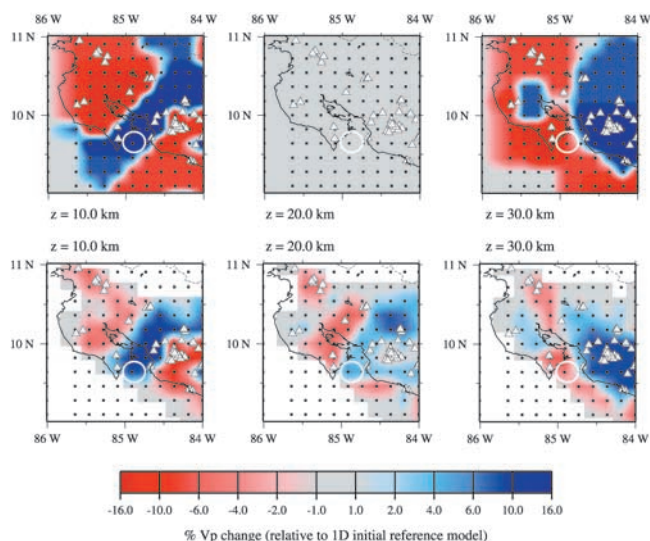 86 W 85 W 84 W 86 W 85 W 84 W 86 W 85 W 84 W
11 N 11 N 11 N
10 N 10 N 10 N
z = 10.0 km z = 20.0 km z = 30.0 km
z = 10.0 km z = 20.0 km z = 30.0 km
11 N 11 N 11 N
10 N 10 N 10 N
86 W 85 W 84 W 86 W 85 W 84 W 86 W 85 W 84 W
-16.0 -10.0 -6.0 -4.0 -2.0 -1.0 1.0 2.0 4.0 6.0 10.0 16.0
% Vp change (relative to 1D initial reference model)